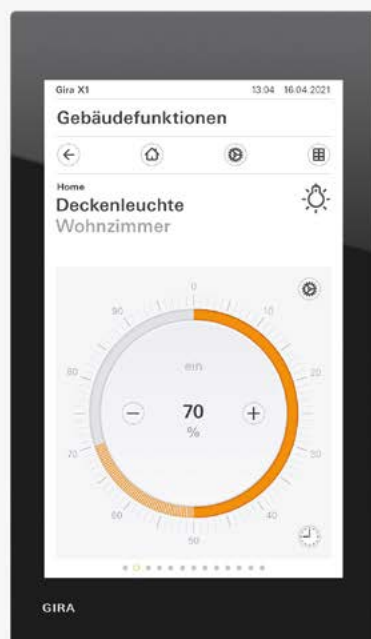 Gira X1 13:04 16.04.2021
Gebäudefunktionen
Home
Deckenleuchte
Wohnzimmer
0
90 10
80 20
ein
70
%
70 30
60 40
50
GIRA